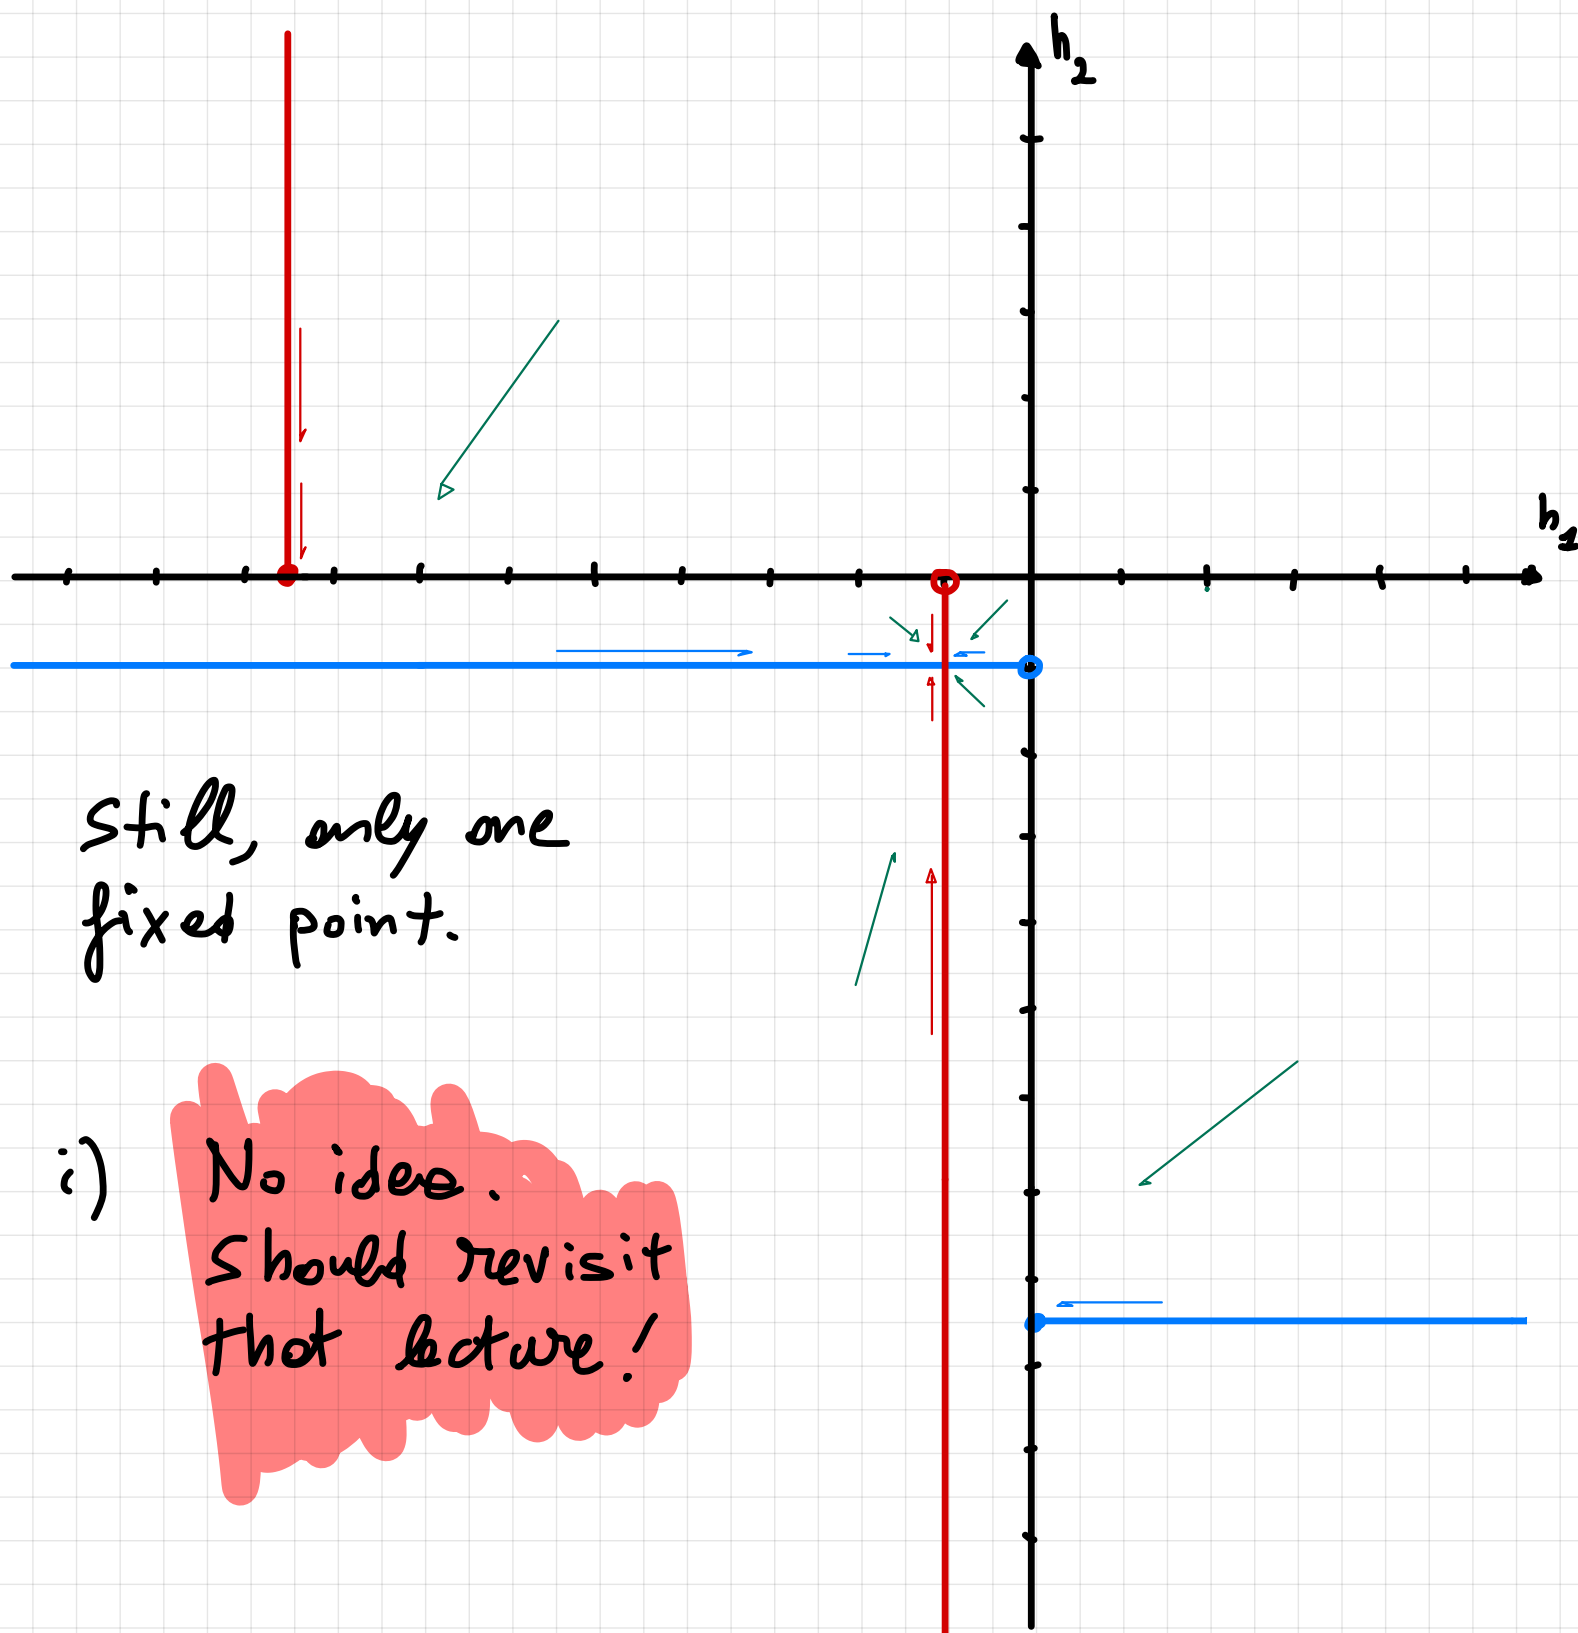 h₂
h₁
Still, only one
fixed point.
i) No idea.
Should revisit
that lecture!